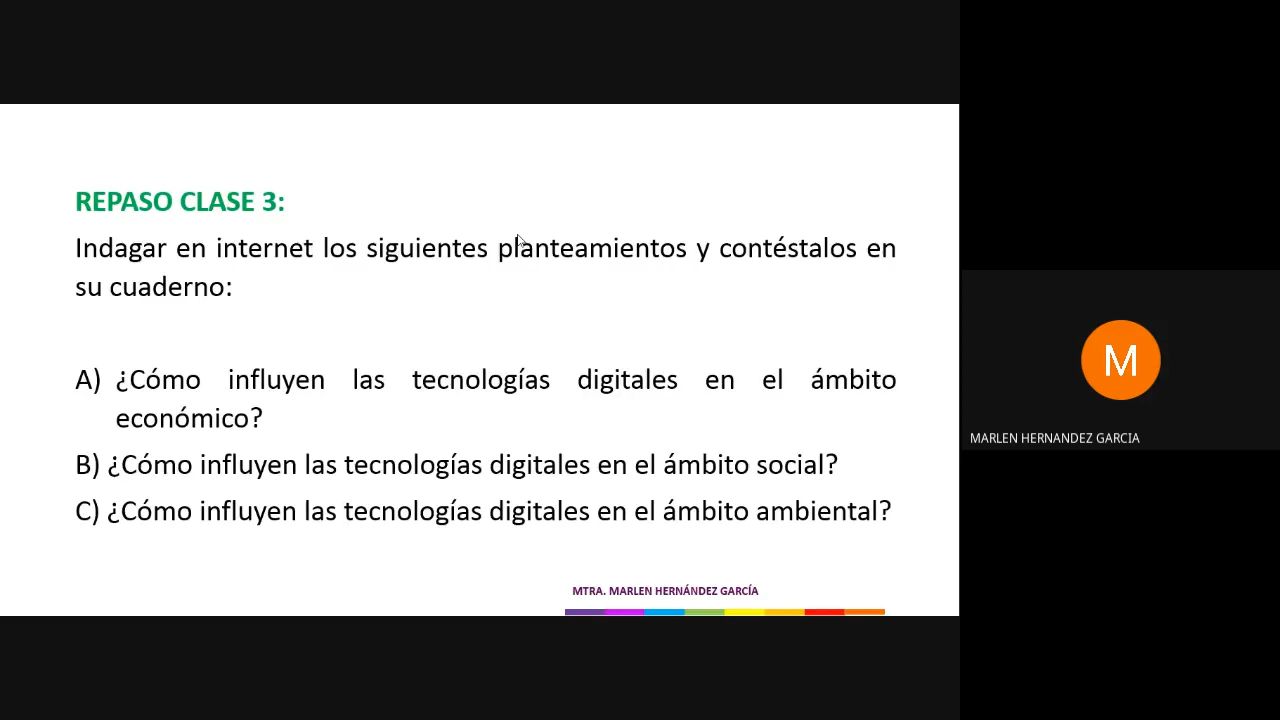 REPASO CLASE 3:
Indagar en internet los siguientes planteamientos y contéstalos en
su cuaderno:
A) ¿Cómo influyen las tecnologías digitales en el ámbito
económico?
B) ¿Cómo influyen las tecnologías digitales en el ámbito social?
C) ¿Cómo influyen las tecnologías digitales en el ámbito ambiental?
MTRA. MARLEN HERNÁNDEZ GARCÍA
M
MARLEN HERNANDEZ GARCIA